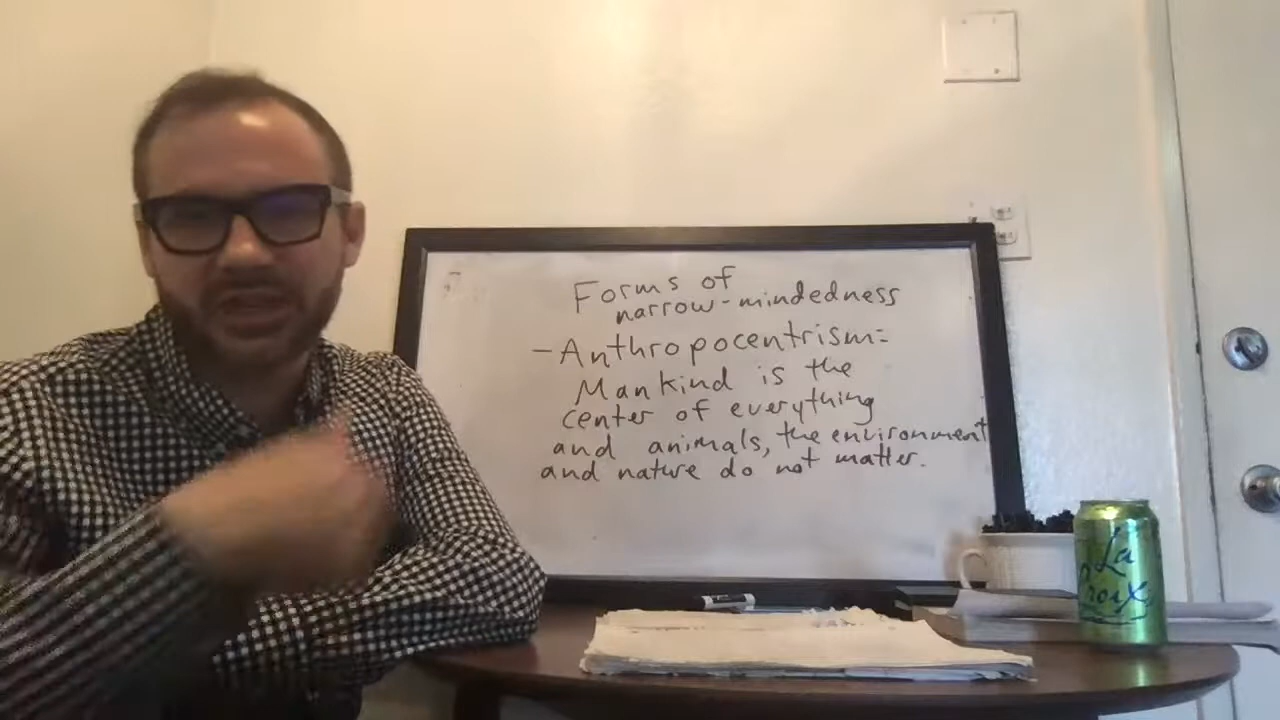 Forms of
narrow-mindedness
-Anthropocentrism:
Mankind is the
center of everything
and animals, the environment
and nature do not matter.
La
Croix